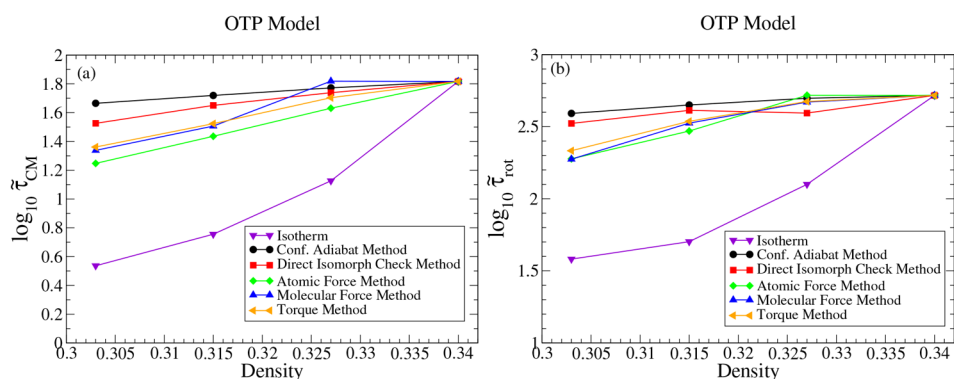 OTP Model
(a)
2
1.8
1.6
1.4
1.2
1
0.8
0.6
0.4
0.2
0
log10 τ̃CM
Isotherm
Conf. Adiabat Method
Direct Isomorph Check Method
Atomic Force Method
Molecular Force Method
Torque Method
0.3 0.305 0.31 0.315 0.32 0.325 0.33 0.335 0.34
Density
OTP Model
(b)
3
2.5
2
1.5
1
log10 τ̃rot
Isotherm
Conf. Adiabat Method
Direct Isomorph Check Method
Atomic Force Method
Molecular Force Method
Torque Method
0.3 0.305 0.31 0.315 0.32 0.325 0.33 0.335 0.34
Density